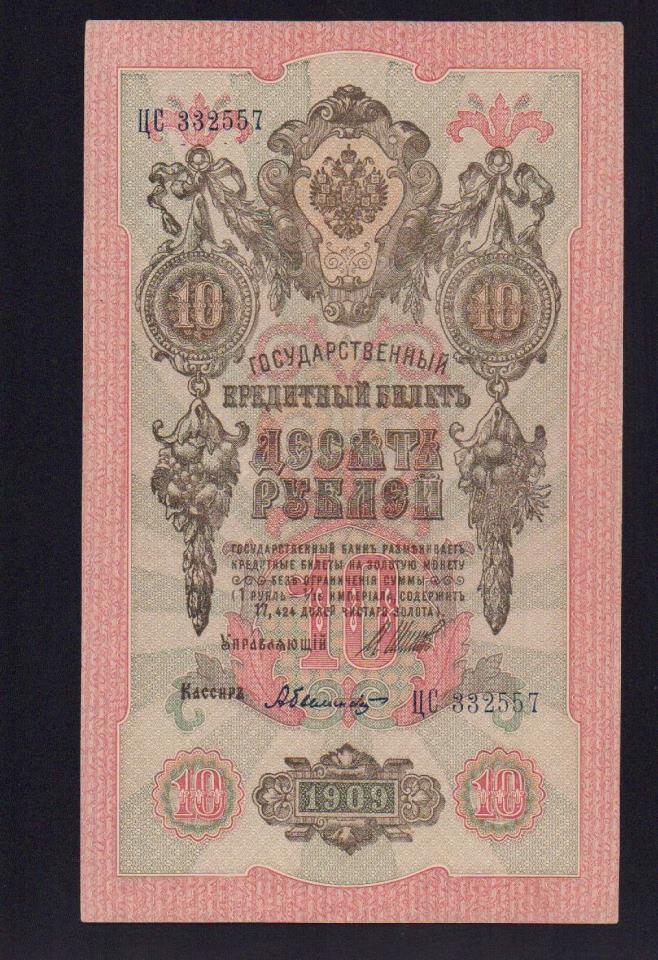 ЦС 332557
10 10
ГОСУДАРСТВЕННЫЙ
КРЕДИТНЫЙ БИЛЕТЪ
ДЕСЯТЬ
РУБЛЕЙ
ГОСУДАРСТВЕННЫЙ БАНКЪ РАЗМѢНИВАЕТЪ
КРЕДИТНЫЕ БИЛЕТЫ НА ЗОЛОТУЮ МОНЕТУ
БЕЗЪ ОГРАНИЧЕНІЯ СУММЫ
(1 РУБЛЬ = 1/15 ИМПЕРІАЛА, СОДЕРЖИТЪ
17,424 ДОЛЕЙ ЧИСТАГО ЗОЛОТА).
10
УПРАВЛЯЮЩІЙ
КАССИРЪ
ЦС 332557
10 1909 10